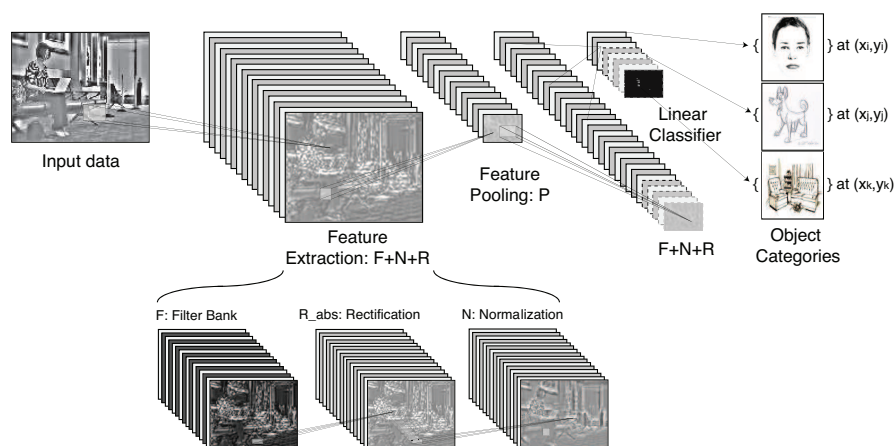 Input data
Feature
Extraction: F+N+R
Feature
Pooling: P
F+N+R
Linear
Classifier
{ } at (xi,yi)
{ } at (xj,yj)
{ } at (xk,yk)
Object
Categories
F: Filter Bank
R_abs: Rectification
N: Normalization